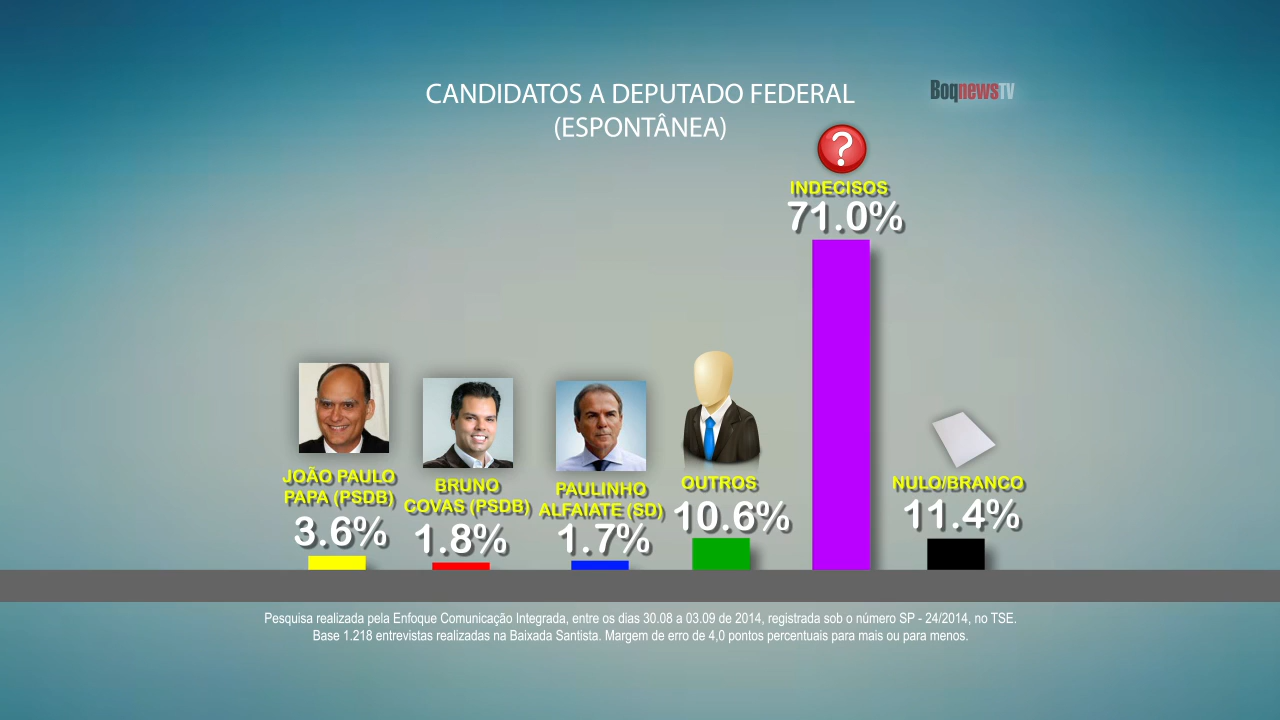 CANDIDATOS A DEPUTADO FEDERAL
(ESPONTÂNEA)
BoqnewsTV
?
INDECISOS
71.0%
JOÃO PAULO
PAPA (PSDB)
3.6%
BRUNO
COVAS (PSDB)
1.8%
PAULINHO
ALFAIATE (SD)
1.7%
OUTROS
10.6%
NULO/BRANCO
11.4%
Pesquisa realizada pela Enfoque Comunicação Integrada, entre os dias 30.08 a 03.09 de 2014, registrada sob o número SP - 24/2014, no TSE.
Base 1.218 entrevistas realizadas na Baixada Santista. Margem de erro de 4,0 pontos percentuais para mais ou para menos.